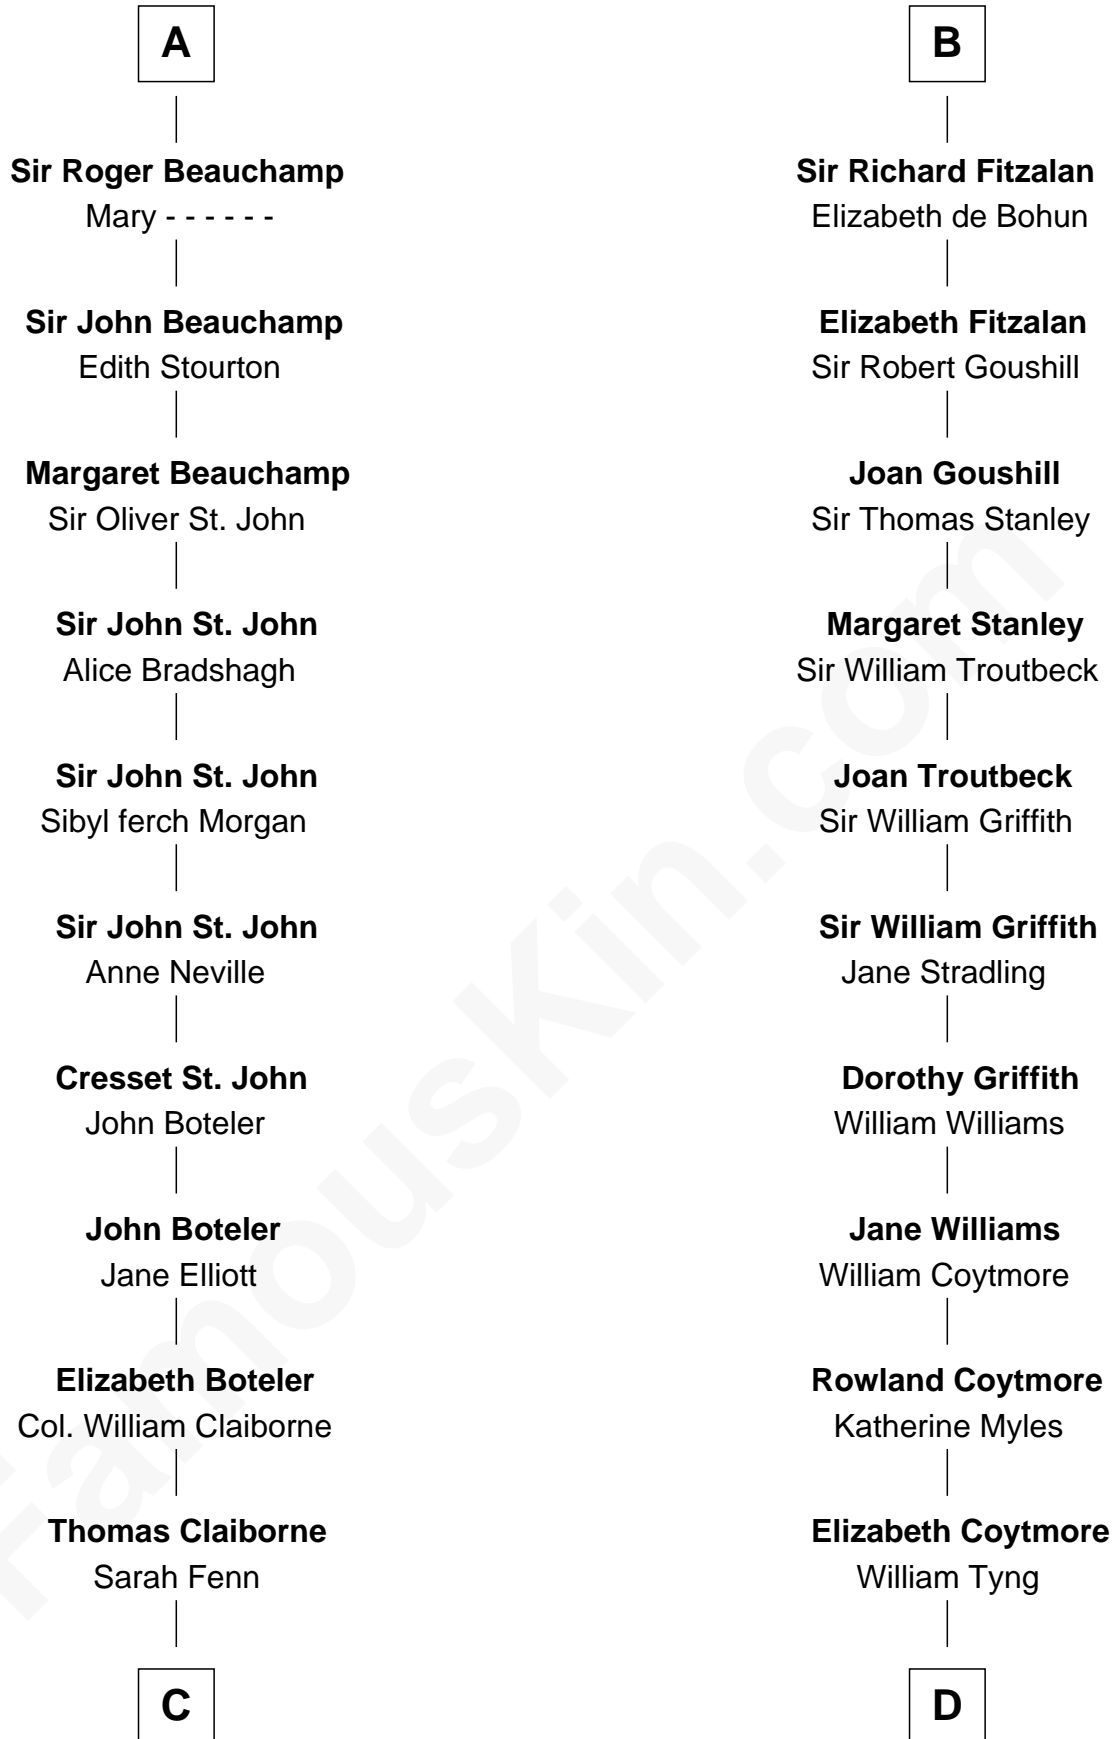 A
Sir Roger Beauchamp
Mary - - - - - -
Sir John Beauchamp
Edith Stourton
Margaret Beauchamp
Sir Oliver St. John
Sir John St. John
Alice Bradshagh
Sir John St. John
Sibyl ferch Morgan
Sir John St. John
Anne Neville
Cresset St. John
John Boteler
John Boteler
Jane Elliott
Elizabeth Boteler
Col. William Claiborne
Thomas Claiborne
Sarah Fenn
C
B
Sir Richard Fitzalan
Elizabeth de Bohun
Elizabeth Fitzalan
Sir Robert Goushill
Joan Goushill
Sir Thomas Stanley
Margaret Stanley
Sir William Troutbeck
Joan Troutbeck
Sir William Griffith
Sir William Griffith
Jane Stradling
Dorothy Griffith
William Williams
Jane Williams
William Coytmore
Rowland Coytmore
Katherine Myles
Elizabeth Coytmore
William Tyng
D
FamousKin.com